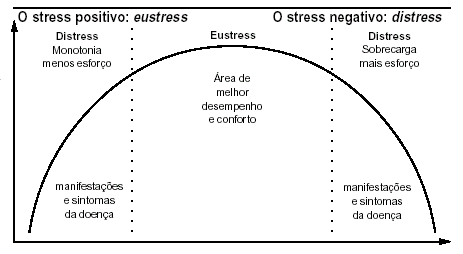 O stress positivo: eustress
O stress negativo: distress
Distress
Monotonia
menos esforço
Eustress
Área de
melhor
desempenho
e conforto
Distress
Sobrecarga
mais esforço
manifestações
e sintomas
da doença
manifestações
e sintomas
da doença